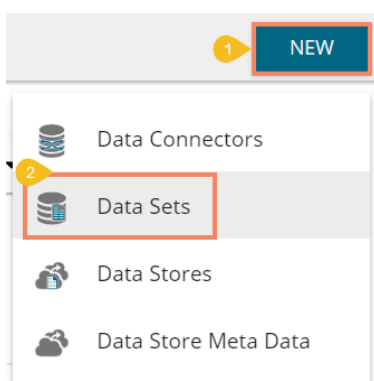 1
NEW
Data Connectors
2
Data Sets
Data Stores
Data Store Meta Data